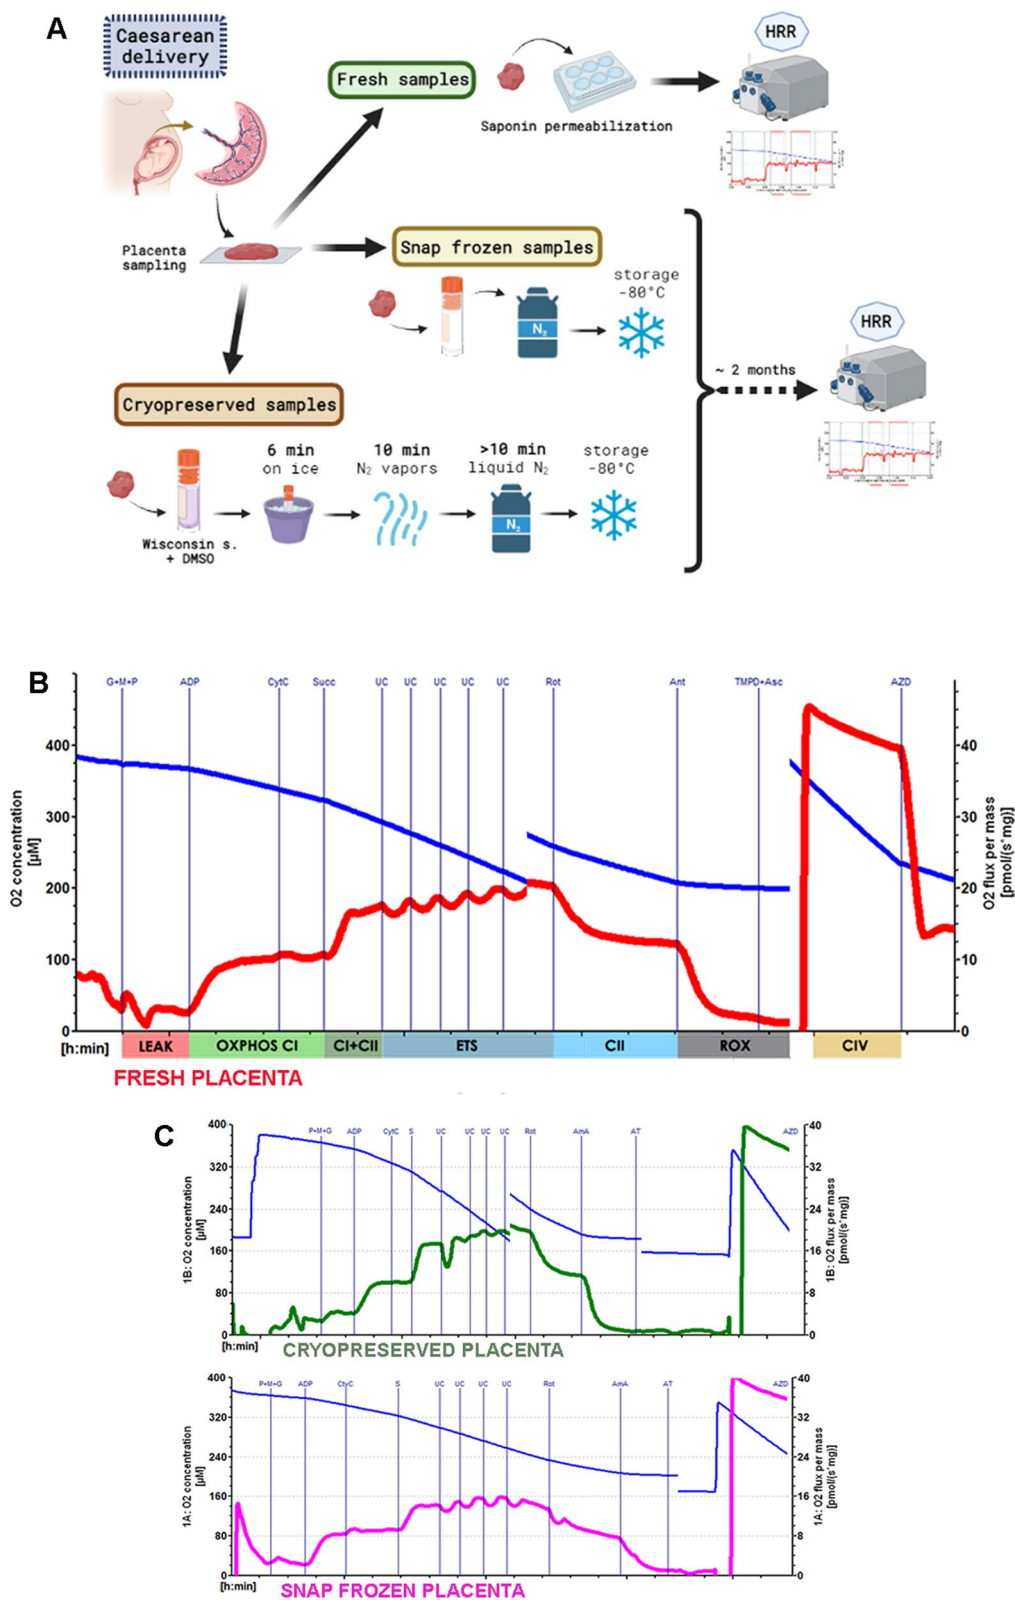 A
Caesarean
delivery
Fresh samples
Saponin permeabilization
HRR
Placenta
sampling
Snap frozen samples
N₂
storage
-80°C
HRR
~ 2 months
Cryopreserved samples
Wisconsin s.
+ DMSO
6 min
on ice
10 min
N₂ vapors
>10 min
liquid N₂
N₂
storage
-80°C
B
G+M+P ADP CytC Succ UC UC UC UC UC Rot Ant TMPD+Asc AZD
O2 concentration
[µM]
400
300
200
100
0
O2 flux per mass
[pmol/(s*mg)]
40
30
20
10
0
[h:min]
LEAK OXPHOS CI CI+CII ETS CII ROX CIV
FRESH PLACENTA
C
P+M+G ADP CytC S UC UC UC UC Rot AmA AT AZD
1B: O2 concentration
[µM]
400
320
240
160
80
0
1B: O2 flux per mass
[pmol/(s*mg)]
40
32
24
16
8
0
[h:min]
CRYOPRESERVED PLACENTA
P+M+G ADP CtyC S UC UC UC UC Rot AmA AT AZD
1A: O2 concentration
[µM]
400
320
240
160
80
0
1A: O2 flux per mass
[pmol/(s*mg)]
40
32
24
16
8
0
[h:min]
SNAP FROZEN PLACENTA